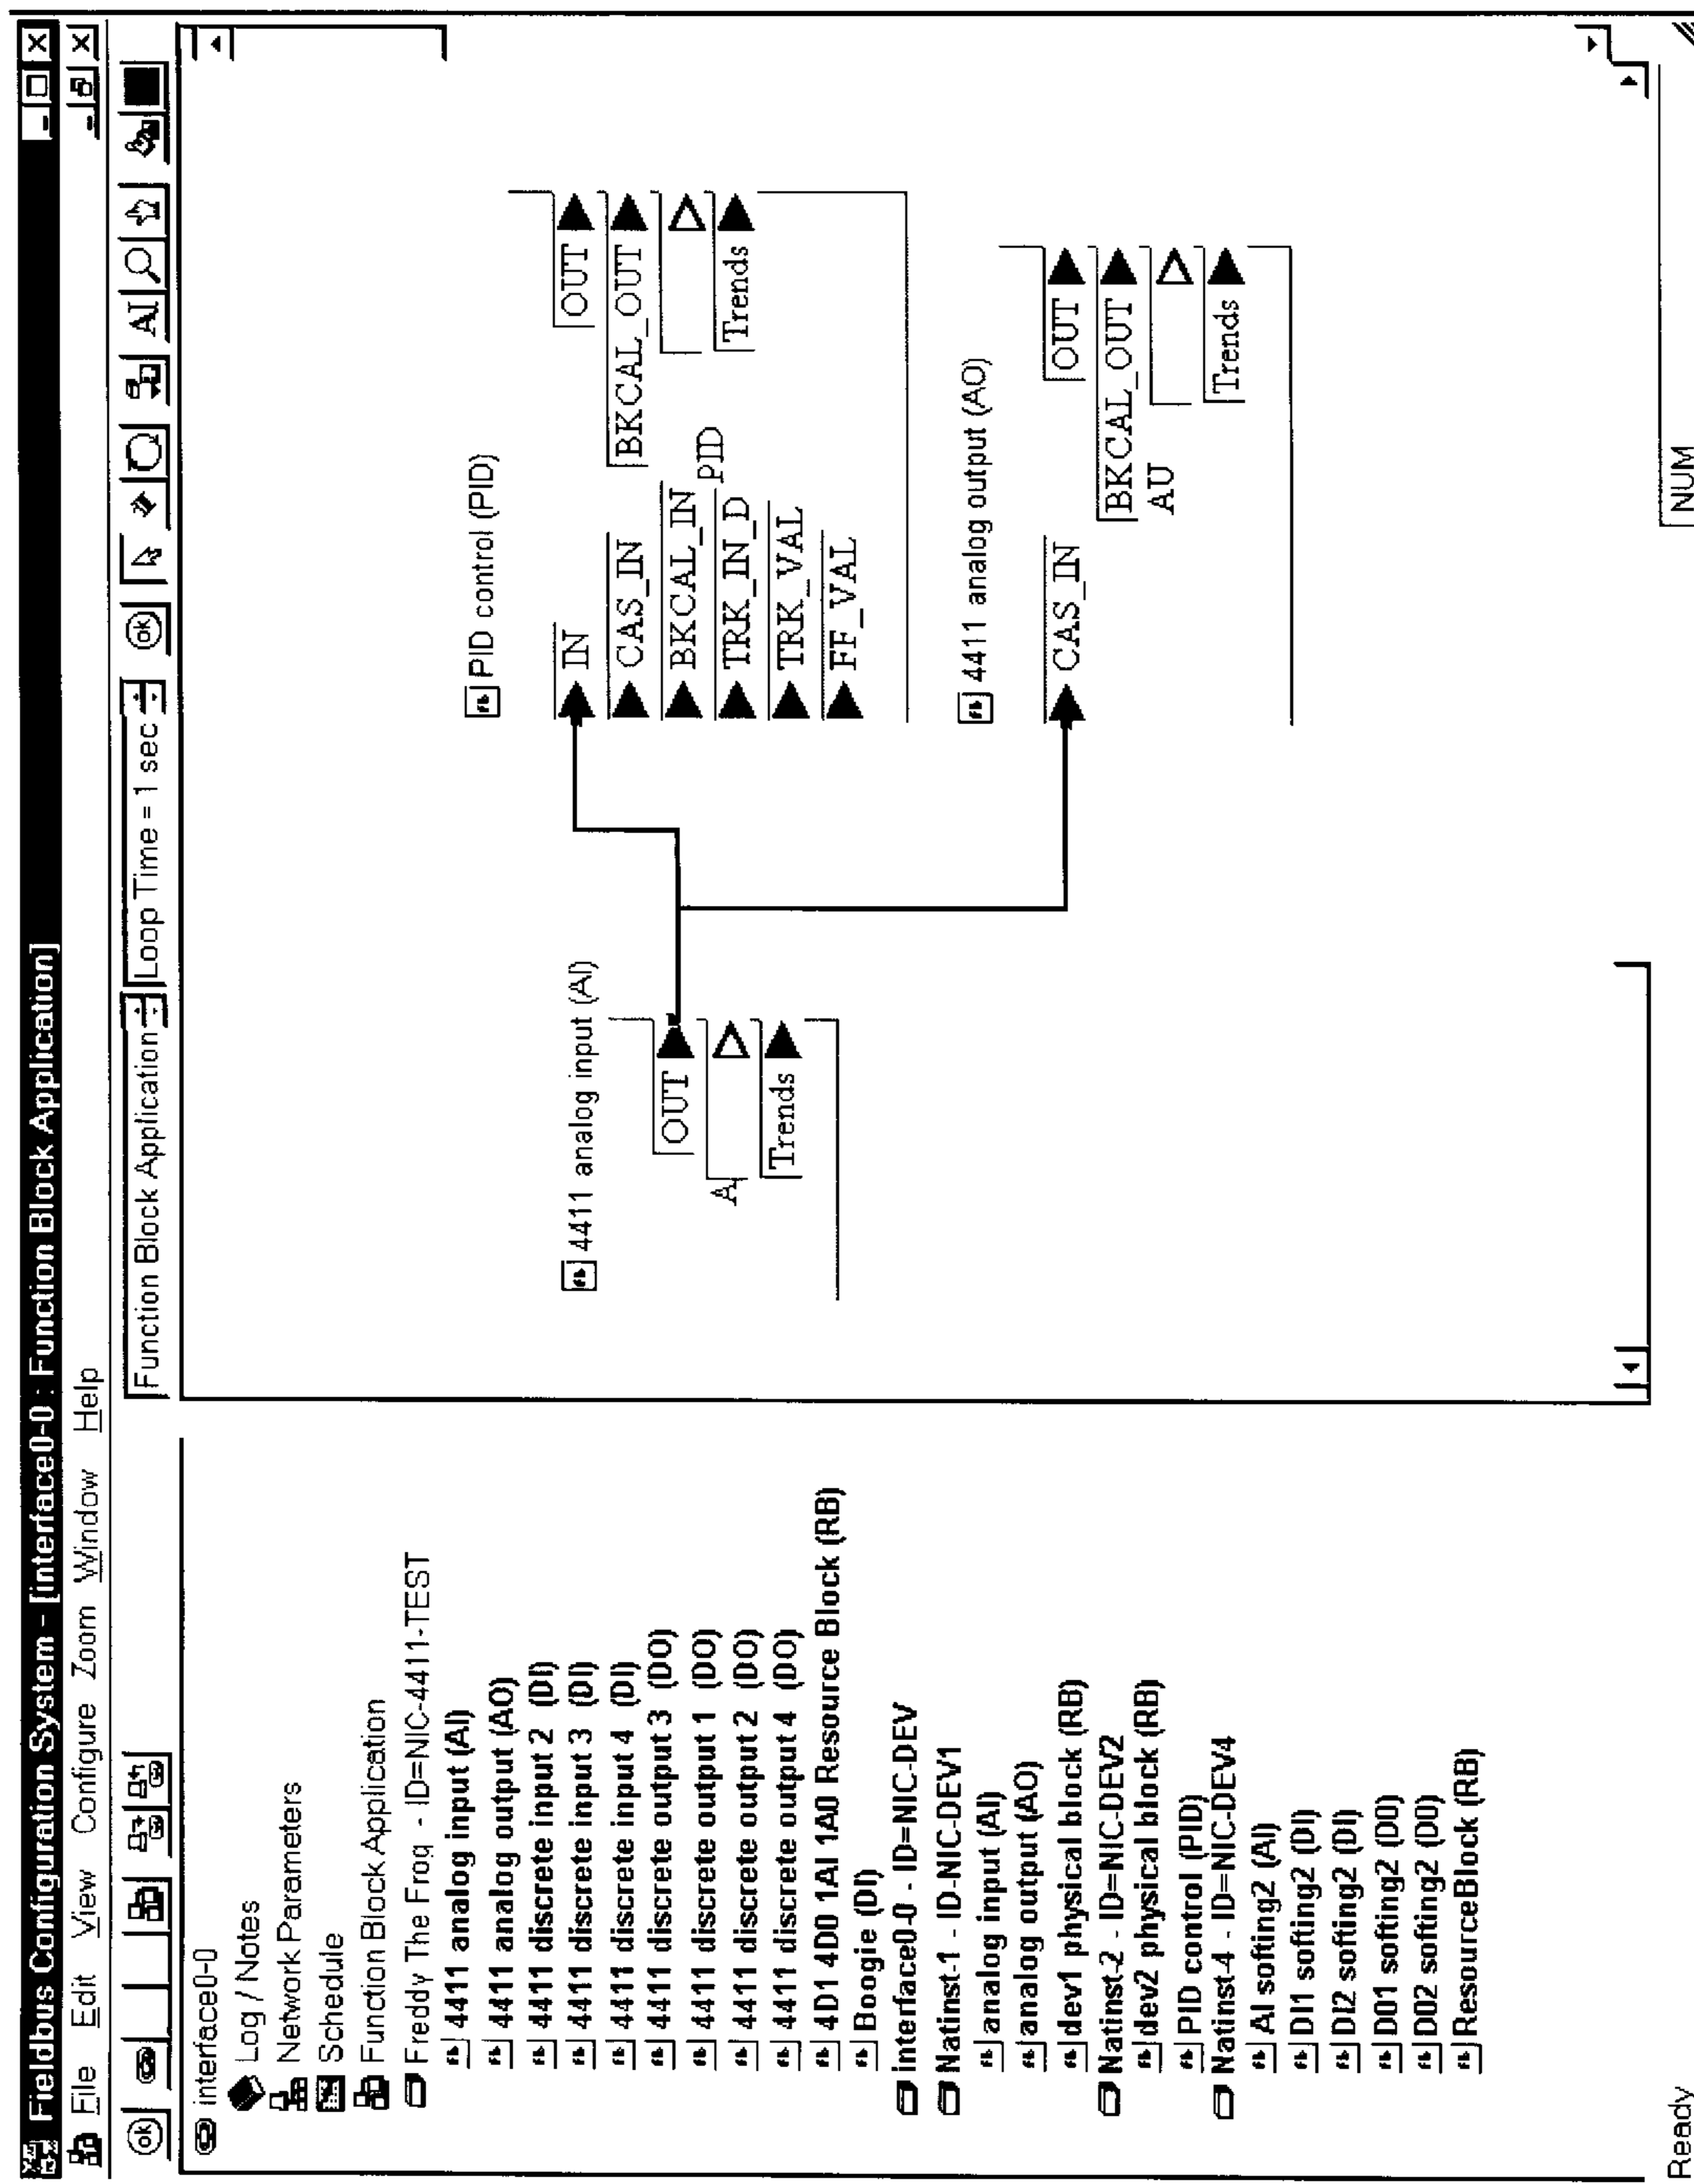 Fieldbus Configuration System - [interface0-0 : Function Block Application]
File Edit View Configure Zoom Window Help
ok
Function Block Application
Loop Time = 1 sec
ok
AI
interface0-0
Log / Notes
Network Parameters
Schedule
Function Block Application
Freddy The Frog - ID=NIC-4411-TEST
4411 analog input (AI)
4411 analog output (AO)
4411 discrete input 2 (DI)
4411 discrete input 3 (DI)
4411 discrete input 4 (DI)
4411 discrete output 3 (DO)
4411 discrete output 1 (DO)
4411 discrete output 2 (DO)
4411 discrete output 4 (DO)
4D1 4D0 1AI 1A0 Resource Block (RB)
Boogie (DI)
interface0-0 - ID=NIC-DEV
Natinst-1 - ID-NIC-DEV1
analog input (AI)
analog output (AO)
dev1 physical block (RB)
Natinst-2 - ID=NIC-DEV2
dev2 physical block (RB)
PID control (PID)
Natinst-4 - ID=NIC-DEV4
AI softing2 (AI)
DI1 softing2 (DI)
DI2 softing2 (DI)
D01 softing2 (D0)
D02 softing2 (D0)
ResourceBlock (RB)
4411 analog input (AI)
OUT
AI
Trends
PID control (PID)
IN
CAS_IN
BKCAL_IN
TRK_IN_D
TRK_VAL
FF_VAL
PID
OUT
BKCAL_OUT
Trends
4411 analog output (AO)
CAS_IN
AU
OUT
BKCAL_OUT
Trends
Ready
NUM